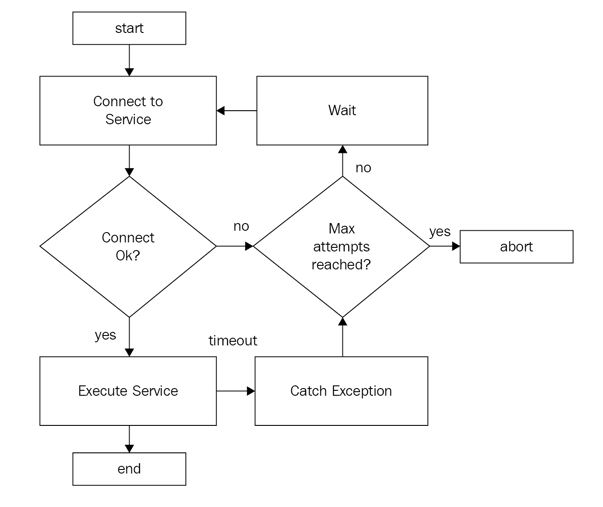 start
Connect to
Service
Wait
no
Connect
Ok?
no
Max
attempts
reached?
yes
abort
yes
timeout
Execute Service
Catch Exception
end